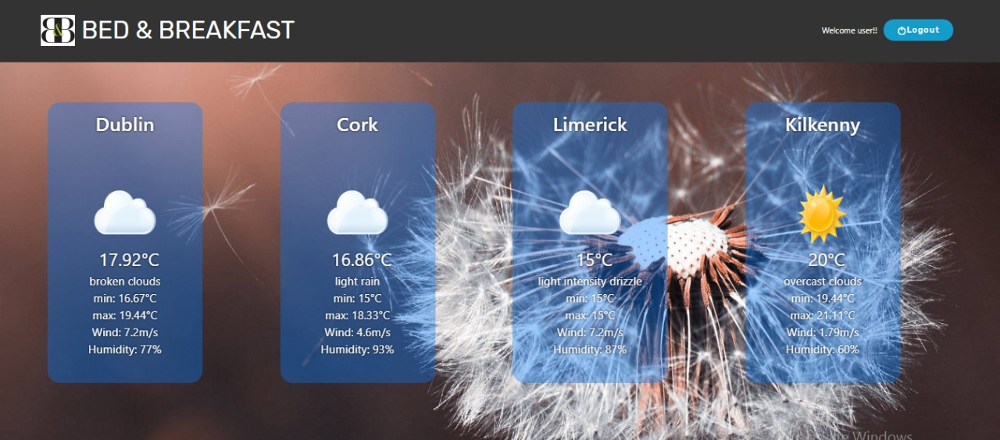 B&B BED & BREAKFAST
Welcome user!! Logout
Dublin
17.92°C
broken clouds
min: 16.67°C
max: 19.44°C
Wind: 7.2m/s
Humidity: 77%
Cork
16.86°C
light rain
min: 15°C
max: 18.33°C
Wind: 4.6m/s
Humidity: 93%
Limerick
15°C
light intensity drizzle
min: 15°C
max: 15°C
Wind: 7.2m/s
Humidity: 87%
Kilkenny
20°C
overcast clouds
min: 19.44°C
max: 21.11°C
Wind: 1.79m/s
Humidity: 60%
Windows